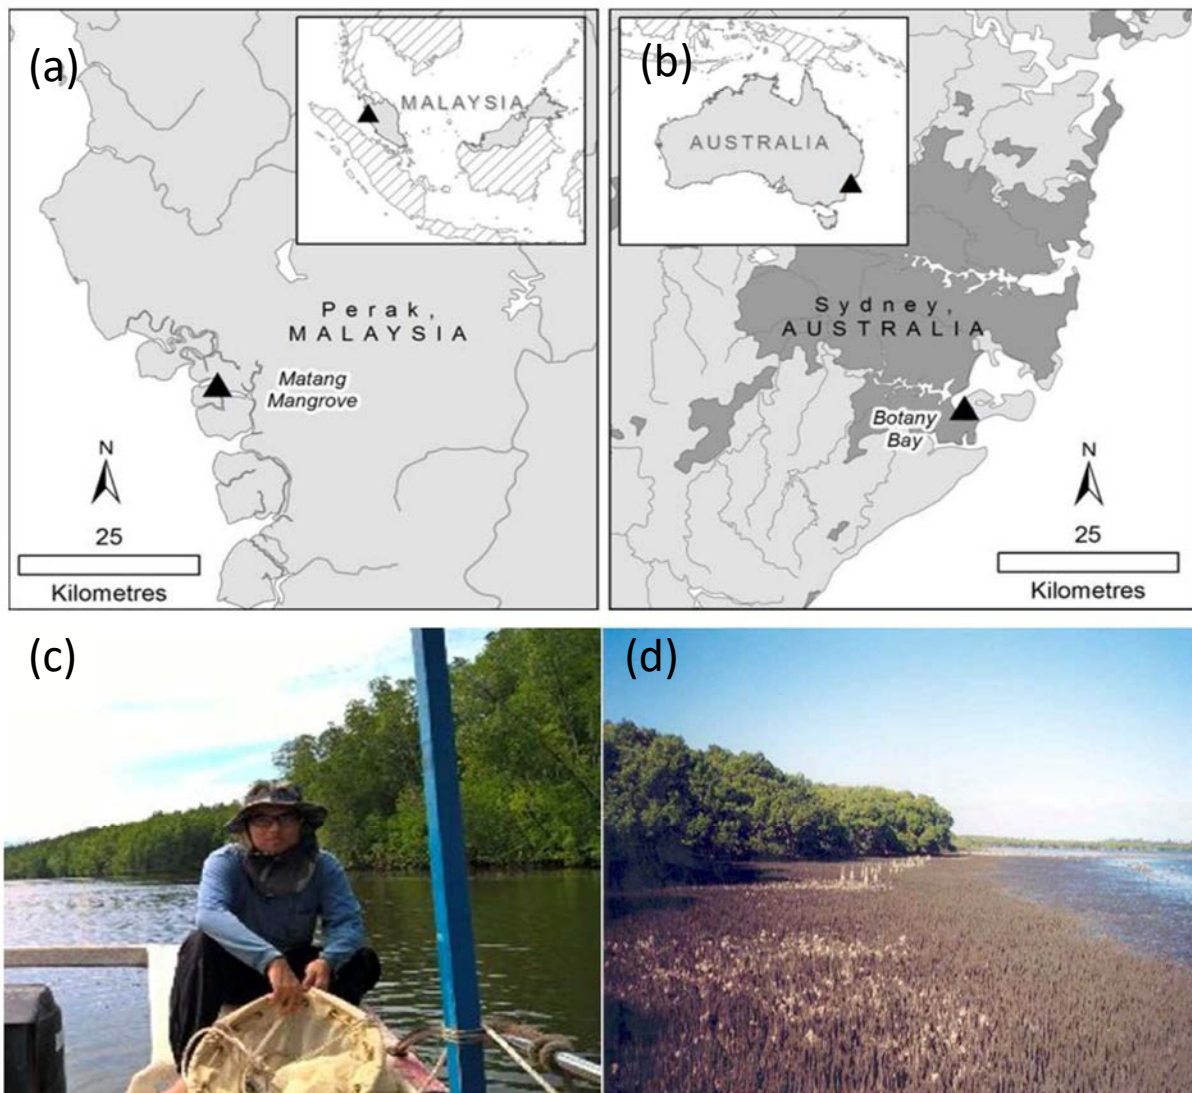 (a)
MALAYSIA
Perak,
MALAYSIA
Matang
Mangrove
N
25
Kilometres
(b)
AUSTRALIA
Sydney,
AUSTRALIA
Botany
Bay
N
25
Kilometres
(c)
(d)